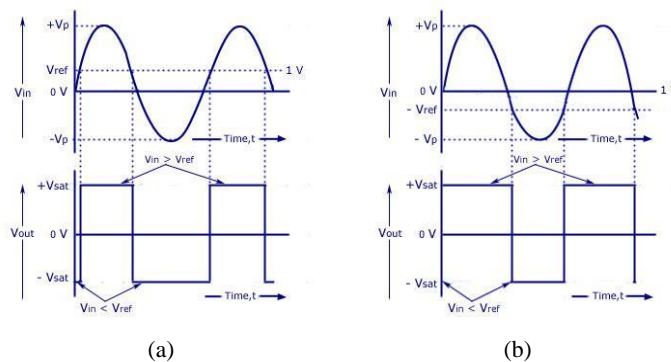 +Vp
Vref
1 V
Vin
0 V
-Vp
Time,t
Vin > Vref
+Vsat
Vout
0 V
- Vsat
Time,t
Vin < Vref
(a)
+Vp
Vin
0 V
1
- Vref
- Vp
Time,t
Vin > Vref
+Vsat
Vout
0 V
- Vsat
Time,t
Vin < Vref
(b)